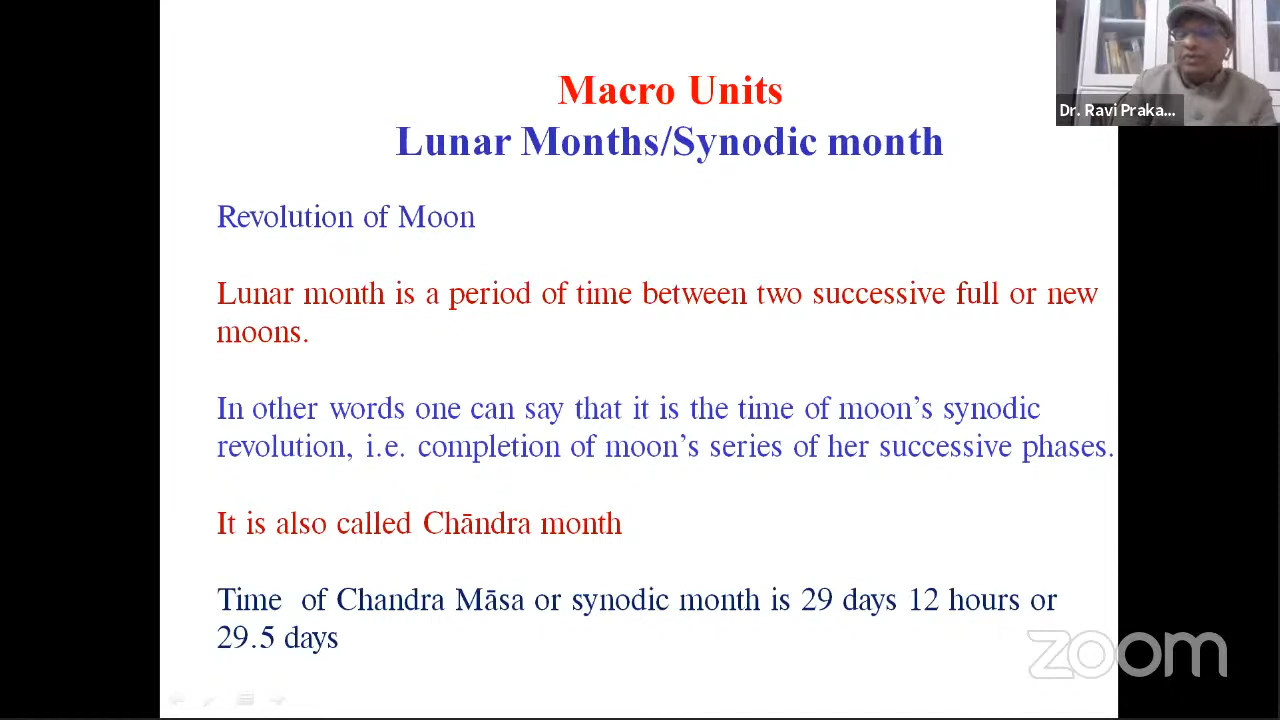 Macro Units
Lunar Months/Synodic month
Revolution of Moon
Lunar month is a period of time between two successive full or new
moons.
In other words one can say that it is the time of moon's synodic
revolution, i.e. completion of moon's series of her successive phases.
It is also called Chāndra month
Time of Chandra Māsa or synodic month is 29 days 12 hours or
29.5 days
Dr. Ravi Praka...
zoom